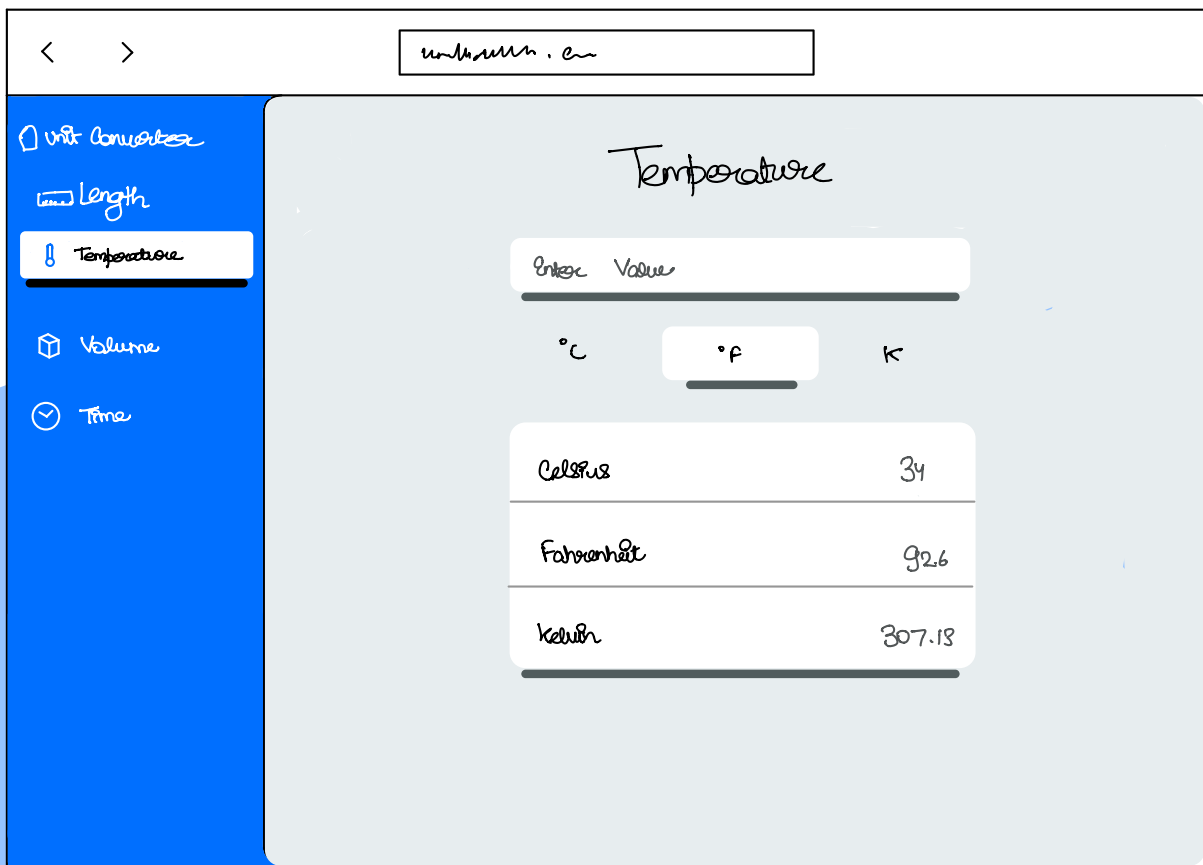 Unit Converter
Length
Temperature
Volume
Time
Temperature
Enter Value
°C °F K
Celsius 34
Fahrenheit 92.6
Kelvin 307.15